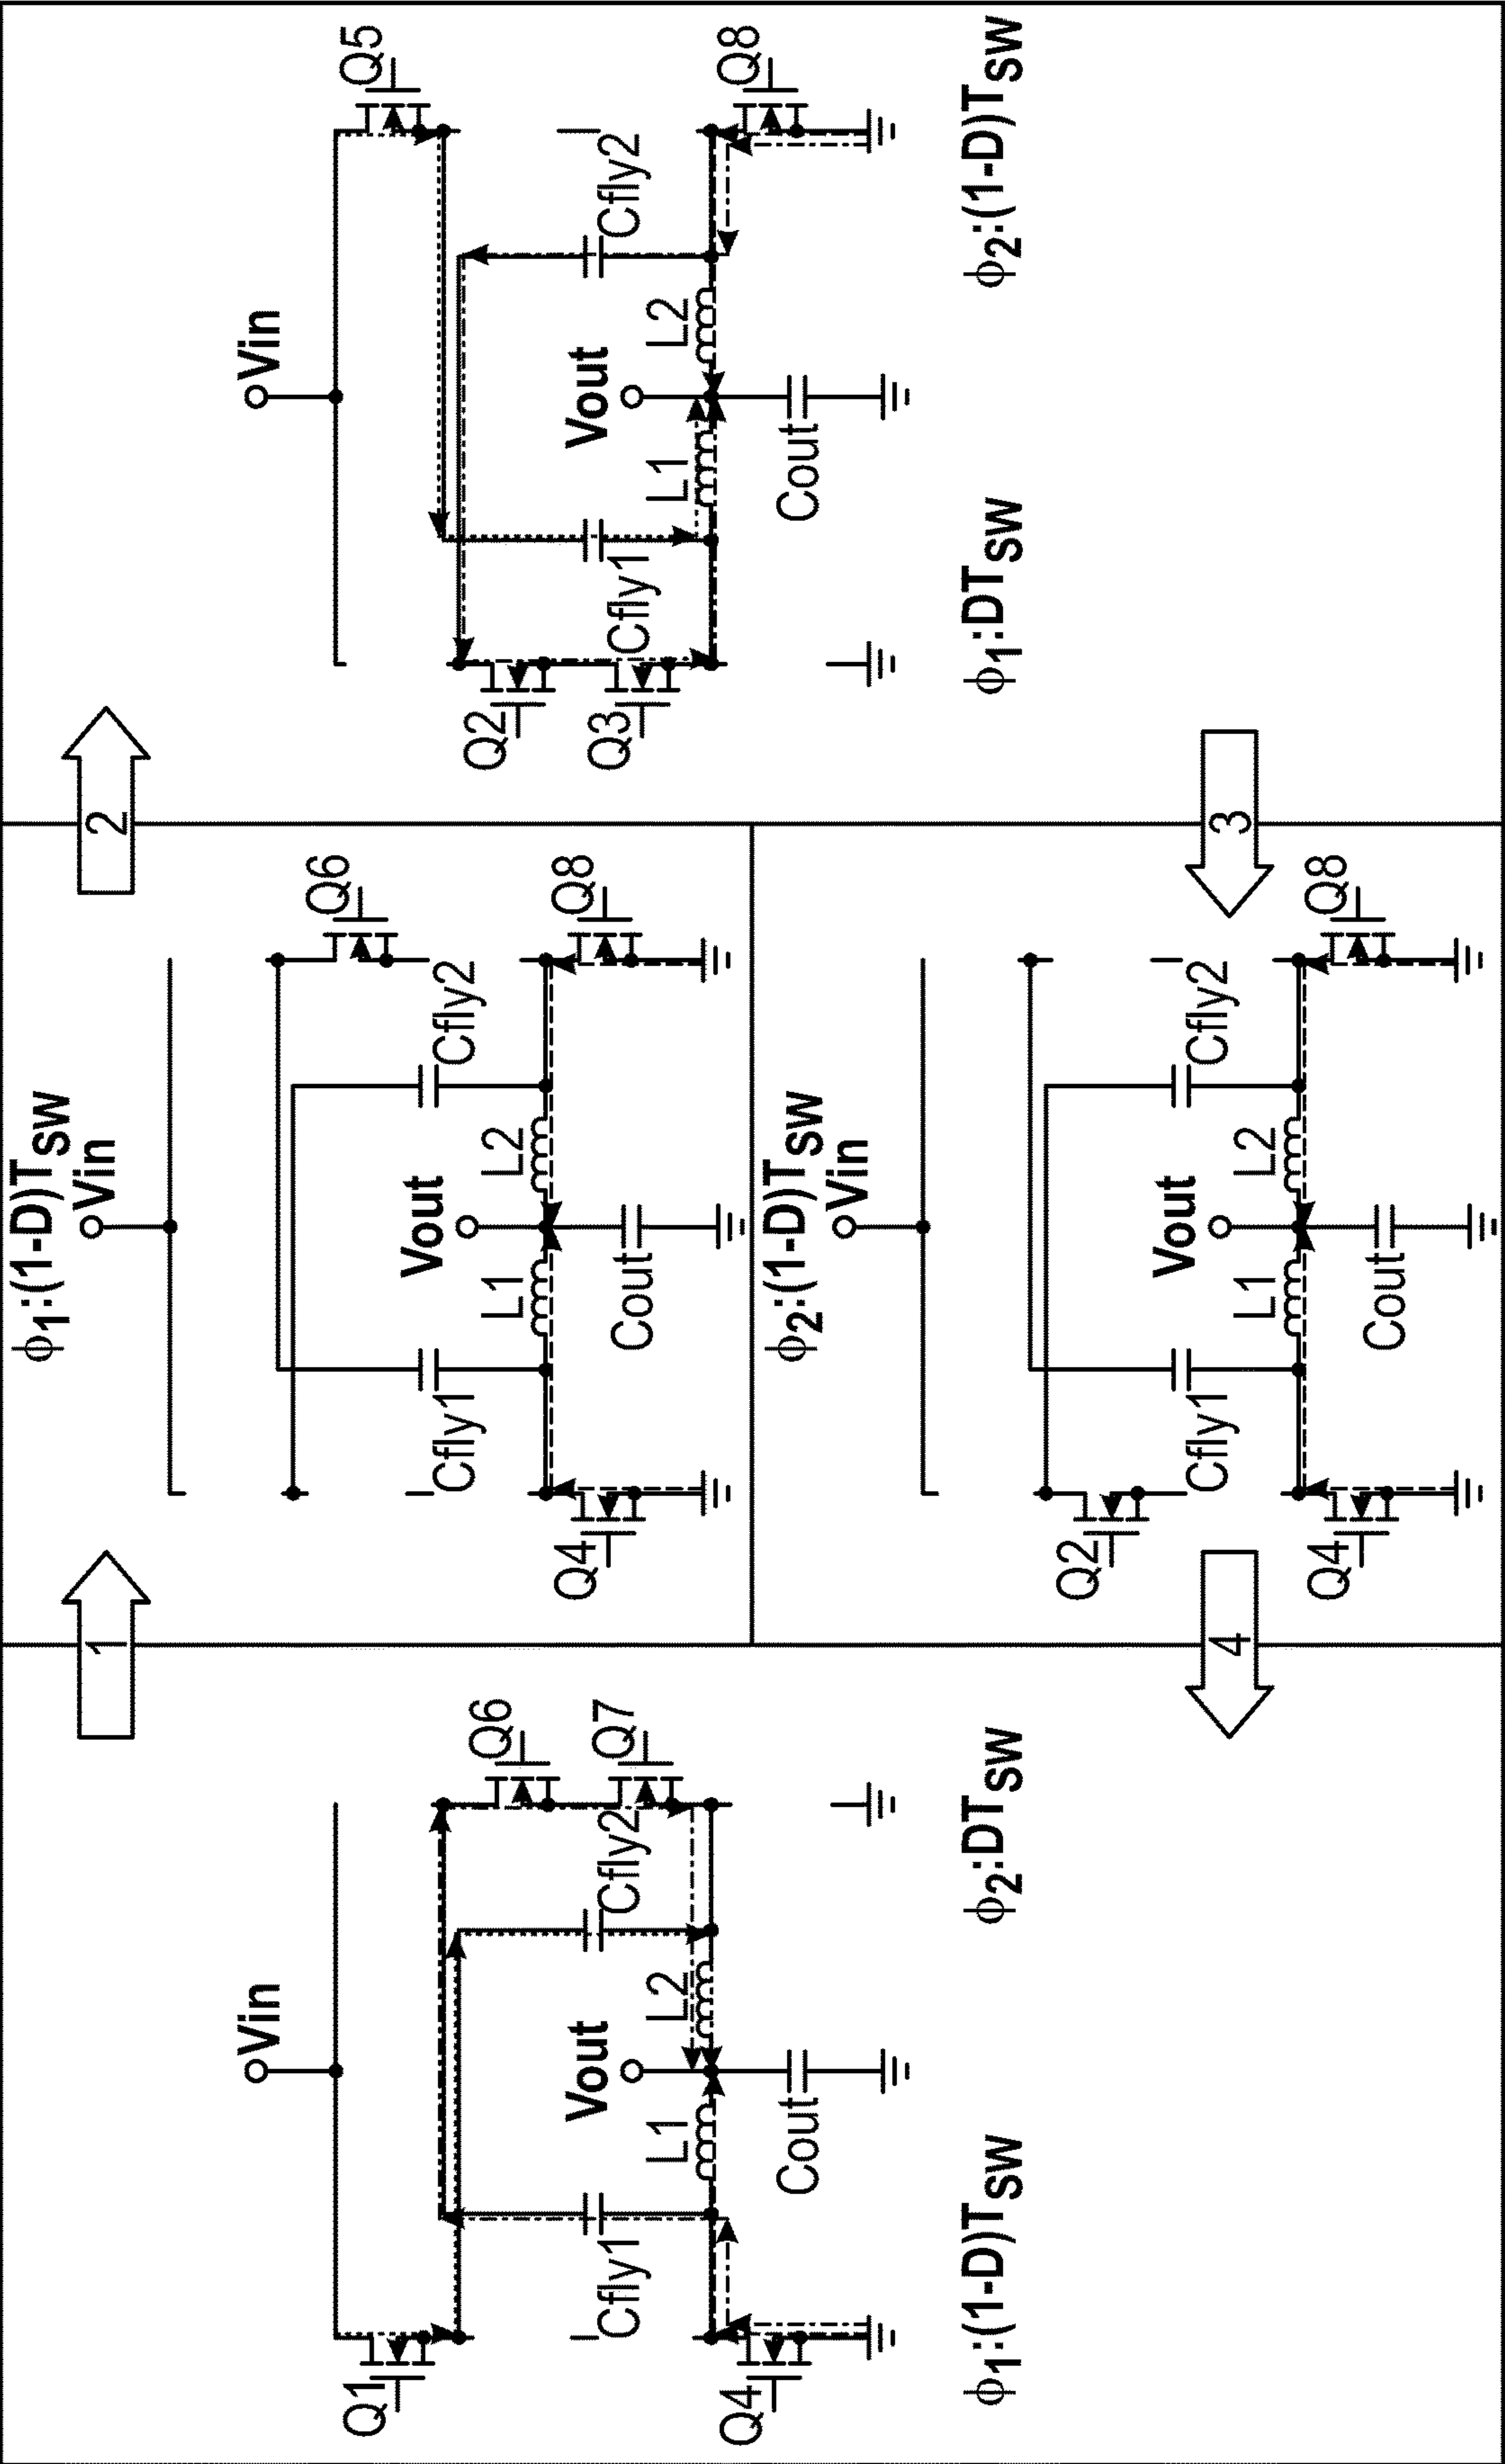 Vin
Q1
Q6
Q7
Cfly1
Cfly2
Vout
L1
L2
Q4
Cout
ϕ1:(1-D)TSW
ϕ2:DTSW
1
ϕ1:(1-D)TSW
Vin
Q6
Vout
L1
L2
Cfly1
Cfly2
Q4
Q8
Cout
2
Vin
Q5
Q2
Q3
Cfly1
Cfly2
Vout
L1
L2
Q8
Cout
ϕ1:DTSW
ϕ2:(1-D)TSW
3
ϕ2:(1-D)TSW
Vin
Q2
Vout
L1
L2
Cfly1
Cfly2
Q4
Q8
Cout
4